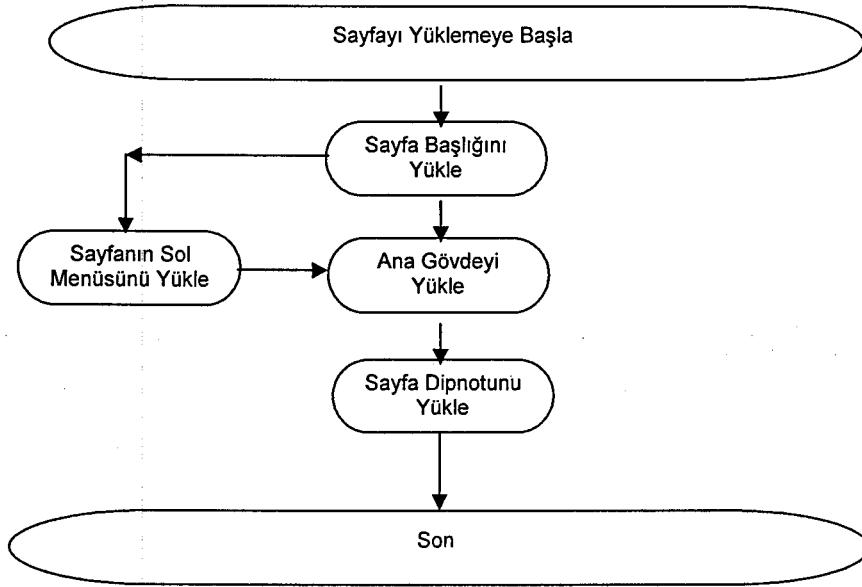 Sayfayı Yüklemeye Başla
Sayfa Başlığını
Yükle
Sayfanın Sol
Menüsünü Yükle
Ana Gövdeyi
Yükle
Sayfa Dipnotunu
Yükle
Son